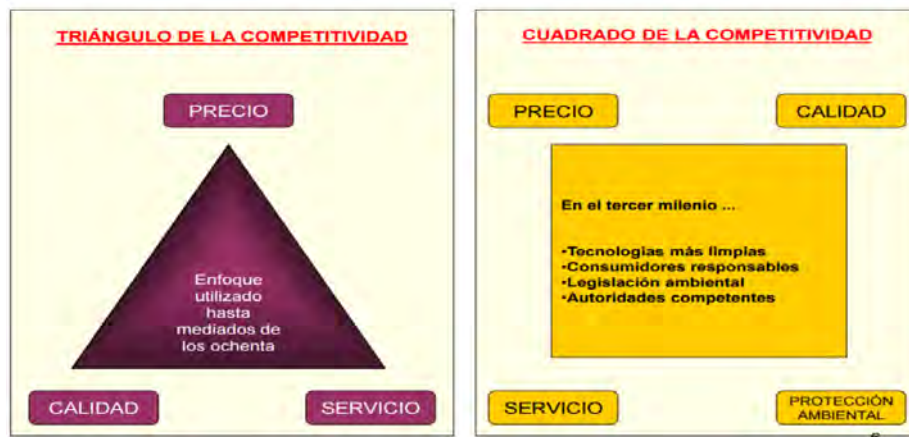 TRIÁNGULO DE LA COMPETITIVIDAD
PRECIO
Enfoque
utilizado
hasta
mediados de
los ochenta
CALIDAD
SERVICIO
CUADRADO DE LA COMPETITIVIDAD
PRECIO
CALIDAD
En el tercer milenio ...
•Tecnologías más limpias
•Consumidores responsables
•Legislación ambiental
•Autoridades competentes
SERVICIO
PROTECCIÓN
AMBIENTAL